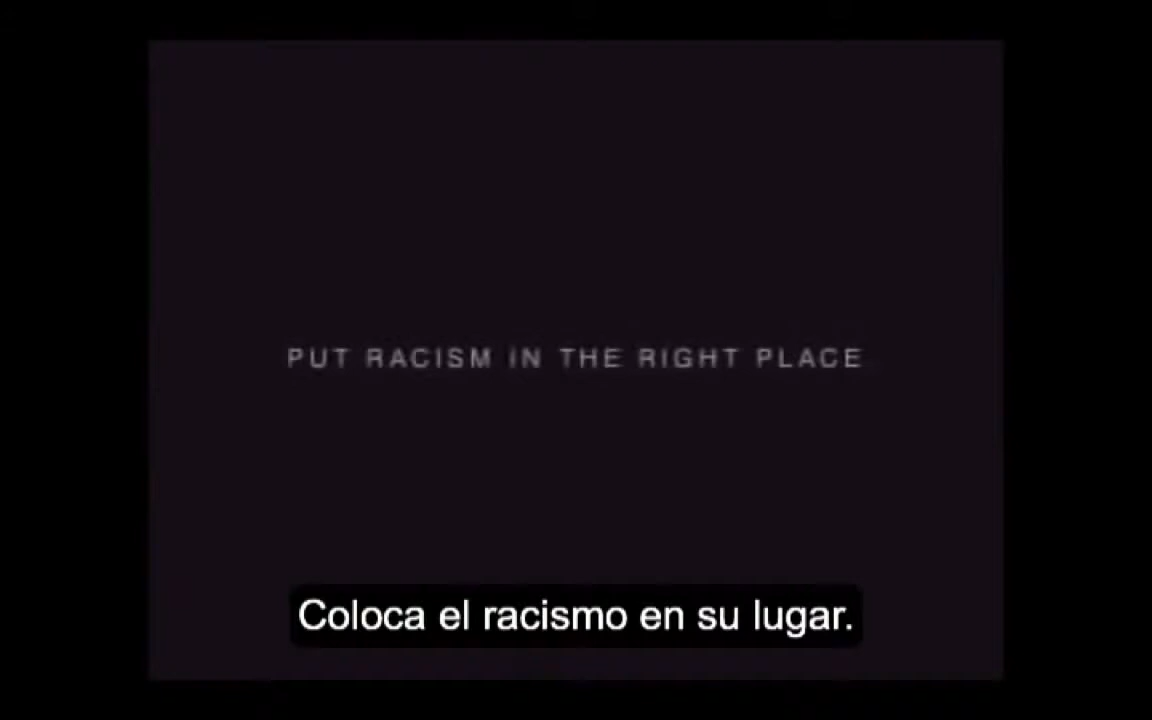 PUT RACISM IN THE RIGHT PLACE
Coloca el racismo en su lugar.